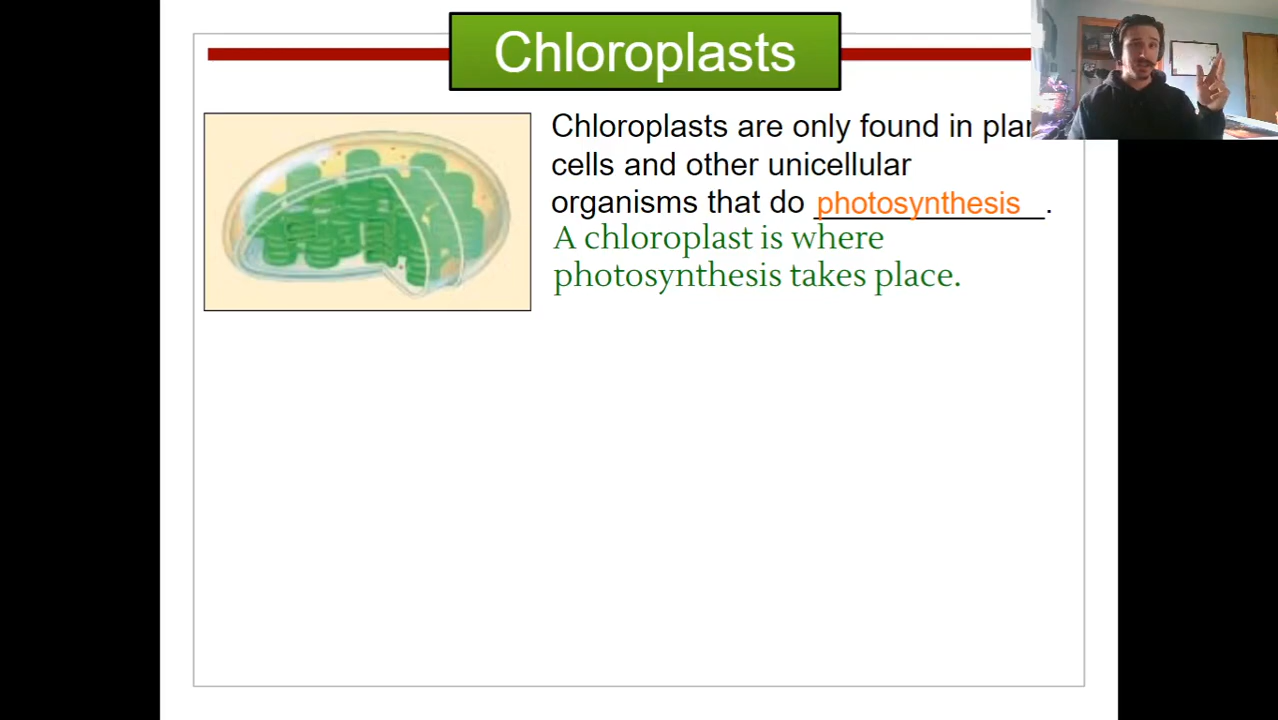 Chloroplasts
Chloroplasts are only found in
cells and other unicellular
organisms that do photosynthesis.
A chloroplast is where
photosynthesis takes place.